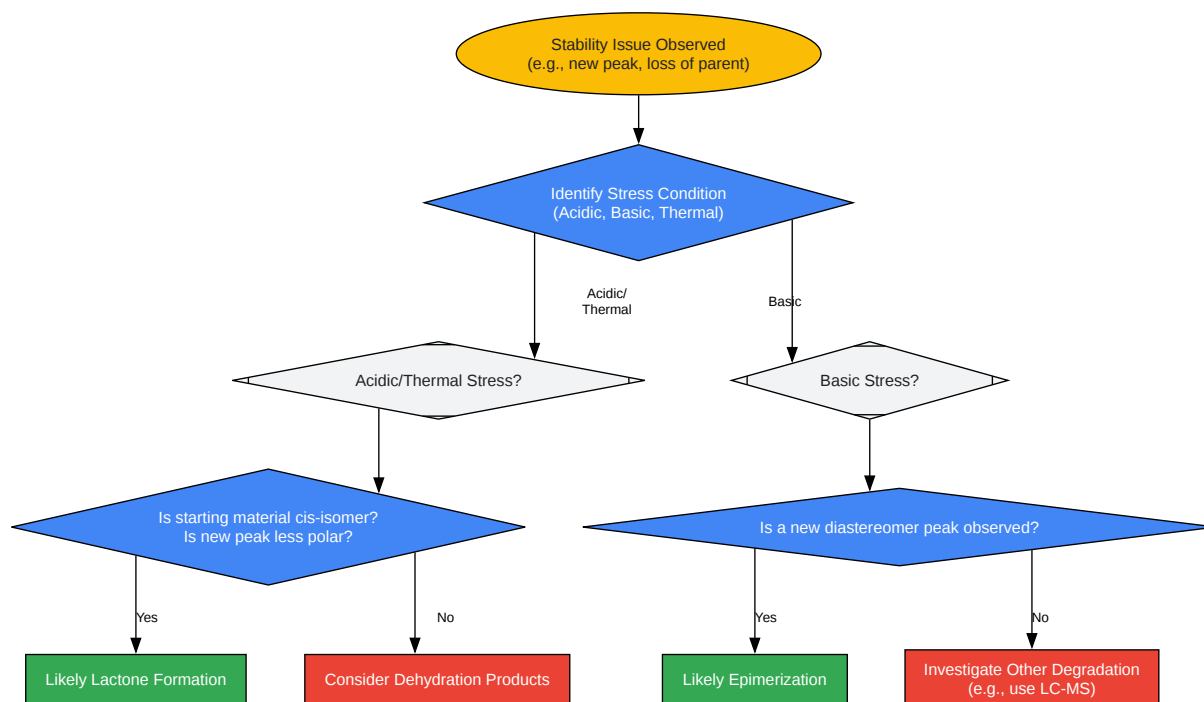 Stability Issue Observed
(e.g., new peak, loss of parent)
Identify Stress Condition
(Acidic, Basic, Thermal)
Acidic/
Thermal
Basic
Acidic/Thermal Stress?
Basic Stress?
Is starting material cis-isomer?
Is new peak less polar?
Is a new diastereomer peak observed?
Yes
No
Yes
No
Likely Lactone Formation
Consider Dehydration Products
Likely Epimerization
Investigate Other Degradation
(e.g., use LC-MS)